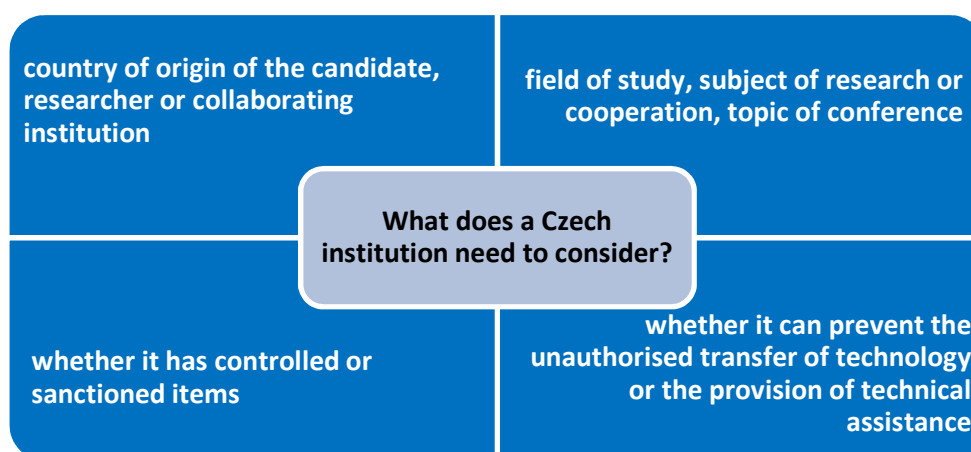 country of origin of the candidate,
researcher or collaborating
institution
field of study, subject of research or
cooperation, topic of conference
What does a Czech
institution need to consider?
whether it has controlled or
sanctioned items
whether it can prevent the
unauthorised transfer of technology
or the provision of technical
assistance